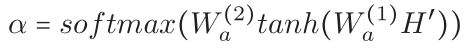 α = softmax(W_a^{(2)} tanh(W_a^{(1)} H′))